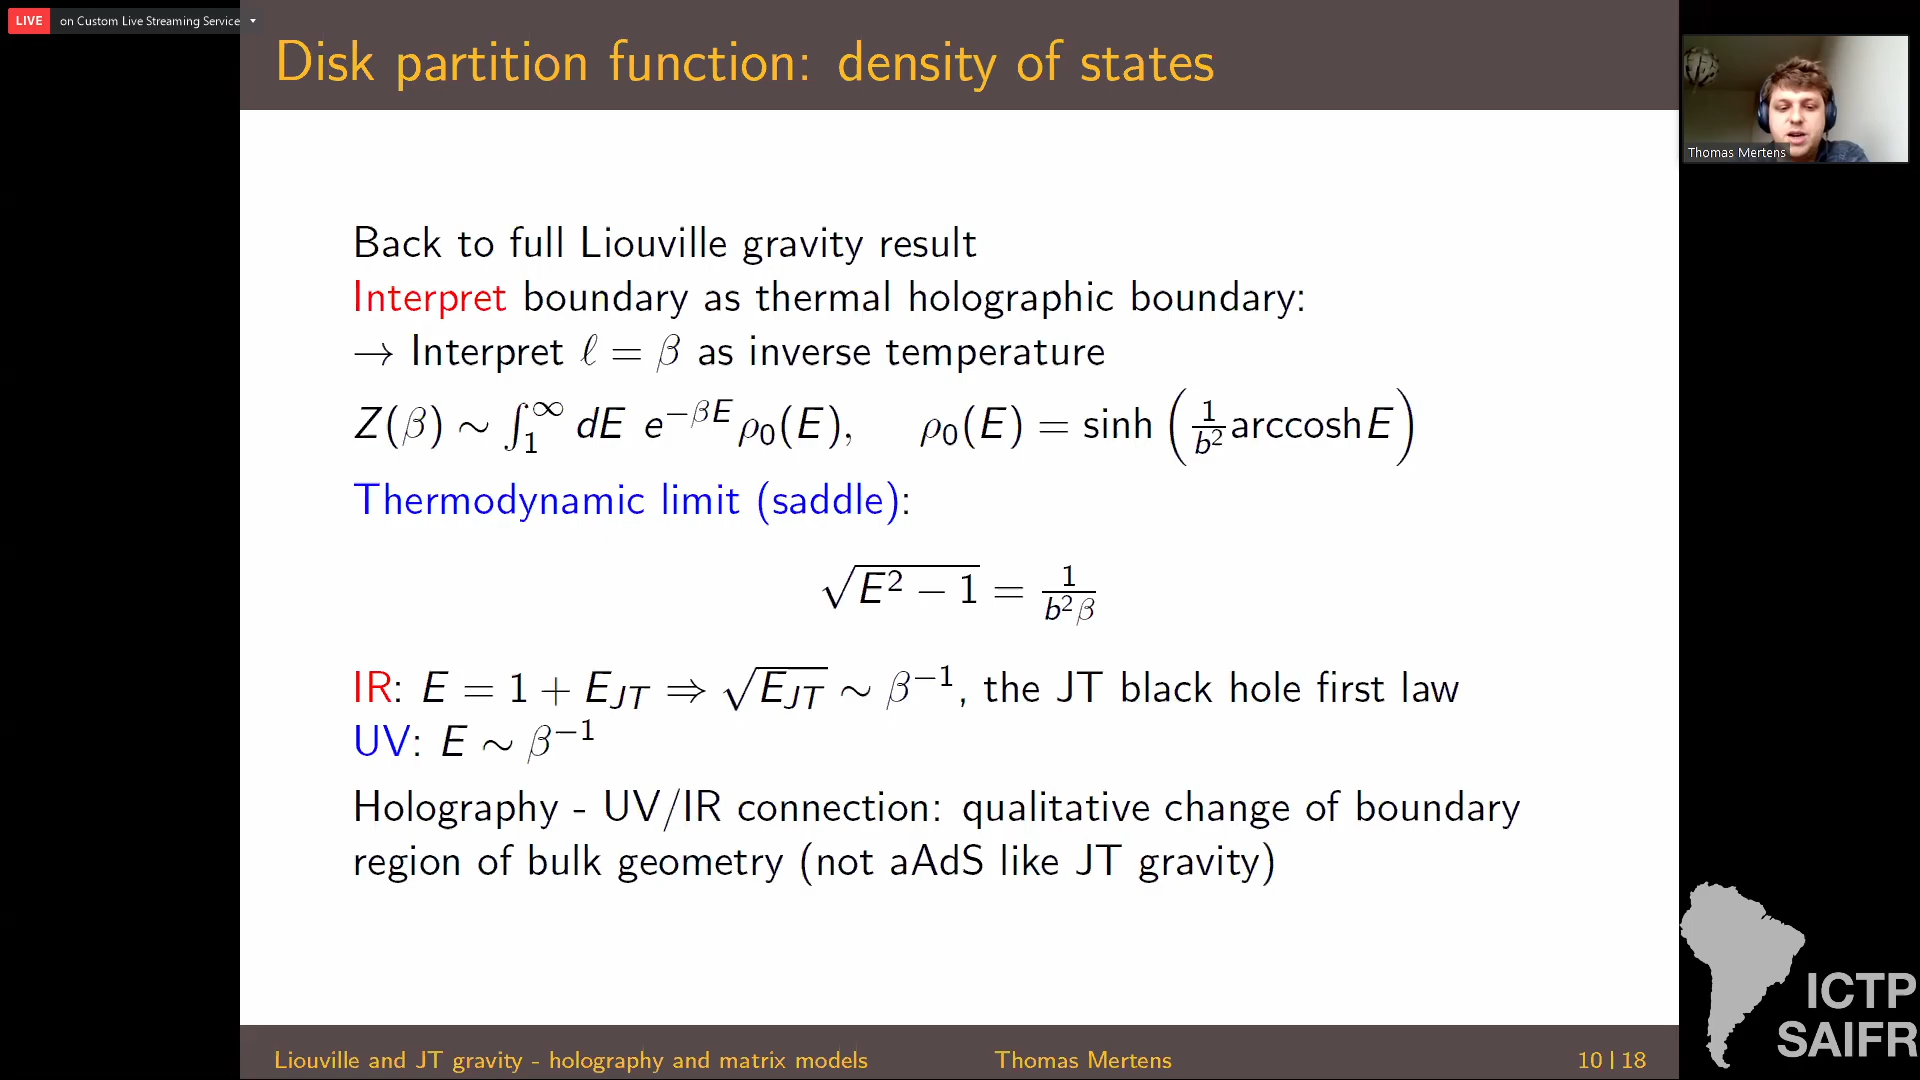 LIVE on Custom Live Streaming Service
Disk partition function: density of states
Thomas Mertens
Back to full Liouville gravity result
Interpret boundary as thermal holographic boundary:
→ Interpret ℓ = β as inverse temperature
Z(β) ∼ ∫₁^∞ dE e^{−βE} ρ₀(E), ρ₀(E) = sinh (1/b² arccosh E)
Thermodynamic limit (saddle):
√(E² − 1) = 1/(b²β)
IR: E = 1 + E_{JT} ⇒ √E_{JT} ∼ β⁻¹, the JT black hole first law
UV: E ∼ β⁻¹
Holography - UV/IR connection: qualitative change of boundary
region of bulk geometry (not aAdS like JT gravity)
ICTP
SAIFR
Liouville and JT gravity - holography and matrix models Thomas Mertens 10 | 18